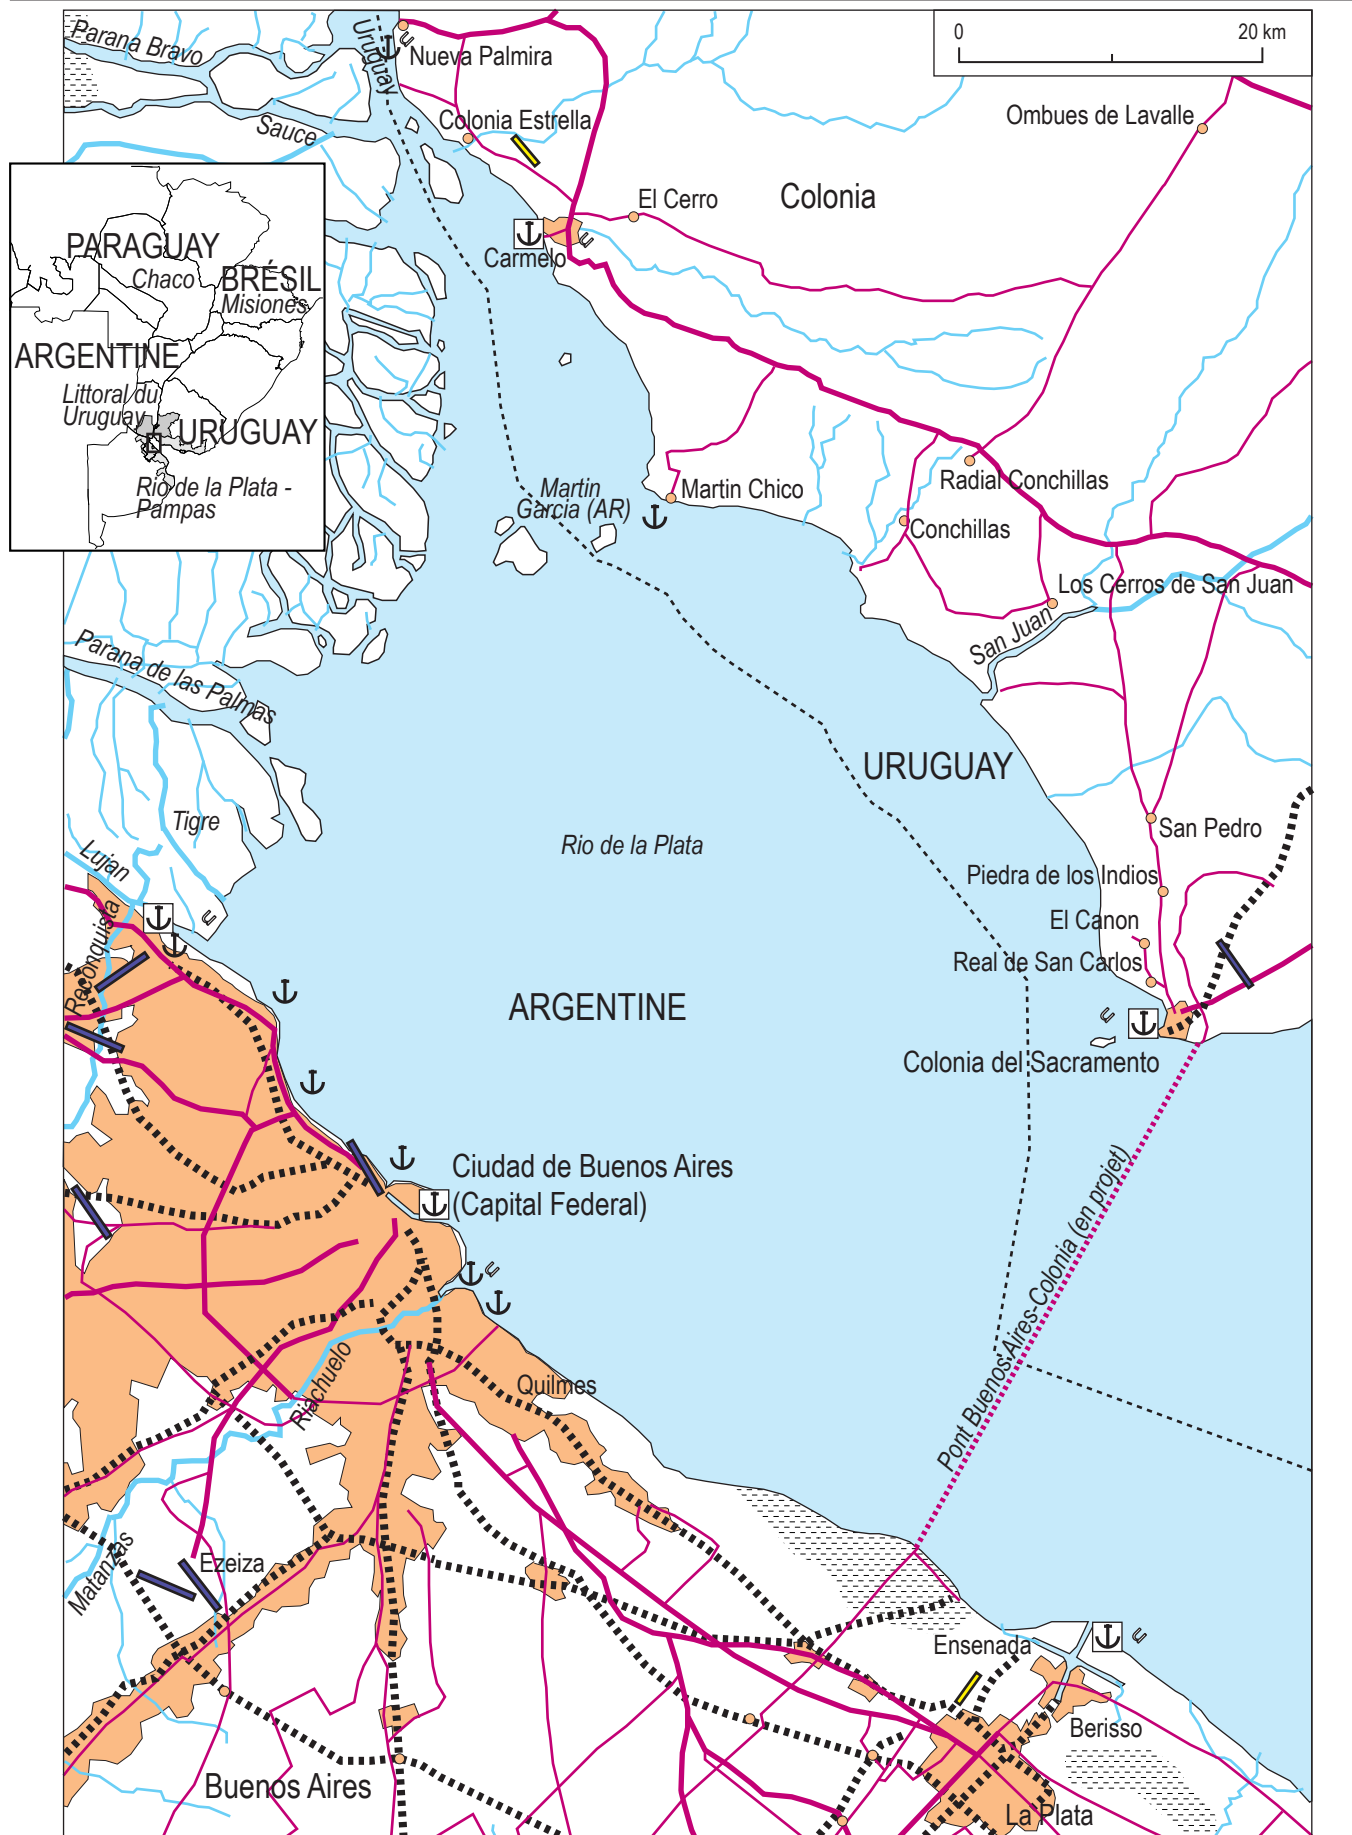 0
20 km
Parana Bravo
Uruguay
Nueva Palmira
Sauce
Colonia Estrella
Ombues de Lavalle
El Cerro
Colonia
Carmelo
PARAGUAY
Chaco
BRÉSIL
Misiones
ARGENTINE
Littoral du
Uruguay
URUGUAY
Rio de la Plata -
Pampas
Martin
Garcia (AR)
Martin Chico
Radial Conchillas
Conchillas
Los Cerros de San Juan
San Juan
Parana de las Palmas
URUGUAY
Tigre
Rio de la Plata
San Pedro
Lujan
Piedra de los Indios
El Canon
Reconquista
Real de San Carlos
ARGENTINE
Colonia del Sacramento
Ciudad de Buenos Aires
(Capital Federal)
Pont Buenos Aires-Colonia (en projet)
Riachuelo
Quilmes
Matanzas
Ezeiza
Ensenada
Berisso
Buenos Aires
La Plata